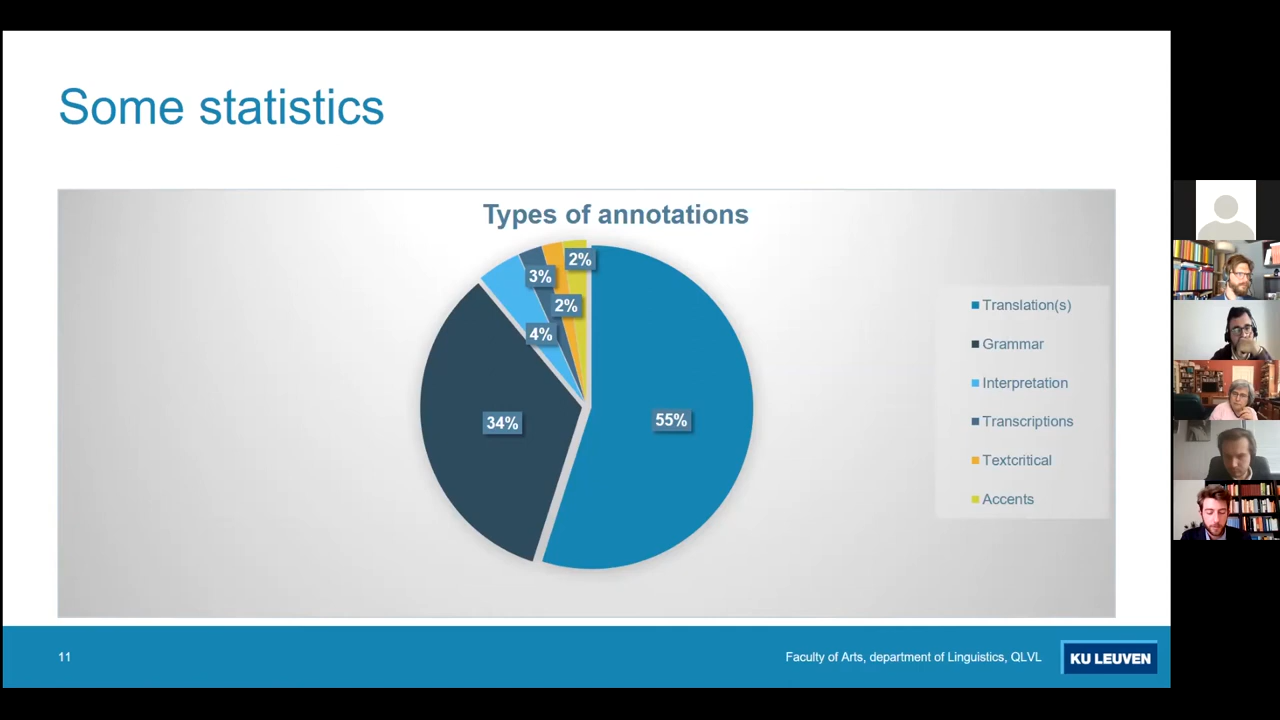 Some statistics
Types of annotations
2%
3%
2%
4%
34%
55%
Translation(s)
Grammar
Interpretation
Transcriptions
Textcritical
Accents
11
Faculty of Arts, department of Linguistics, QLVL
KU LEUVEN